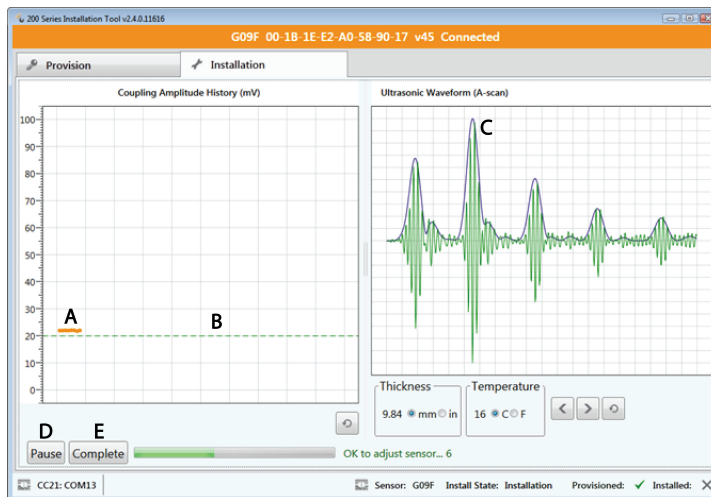 200 Series Installation Tool v2.4.0.11616
G09F 00-1B-1E-E2-A0-58-90-17 v45 Connected
Provision
Installation
Coupling Amplitude History (mV)
100
90
80
70
60
50
40
30
20
10
0
A
B
Ultrasonic Waveform (A-scan)
C
Thickness
9.84 mm in
Temperature
16 C F
D
E
Pause
Complete
OK to adjust sensor... 6
CC21: COM13
Sensor: G09F Install State: Installation Provisioned: Installed: